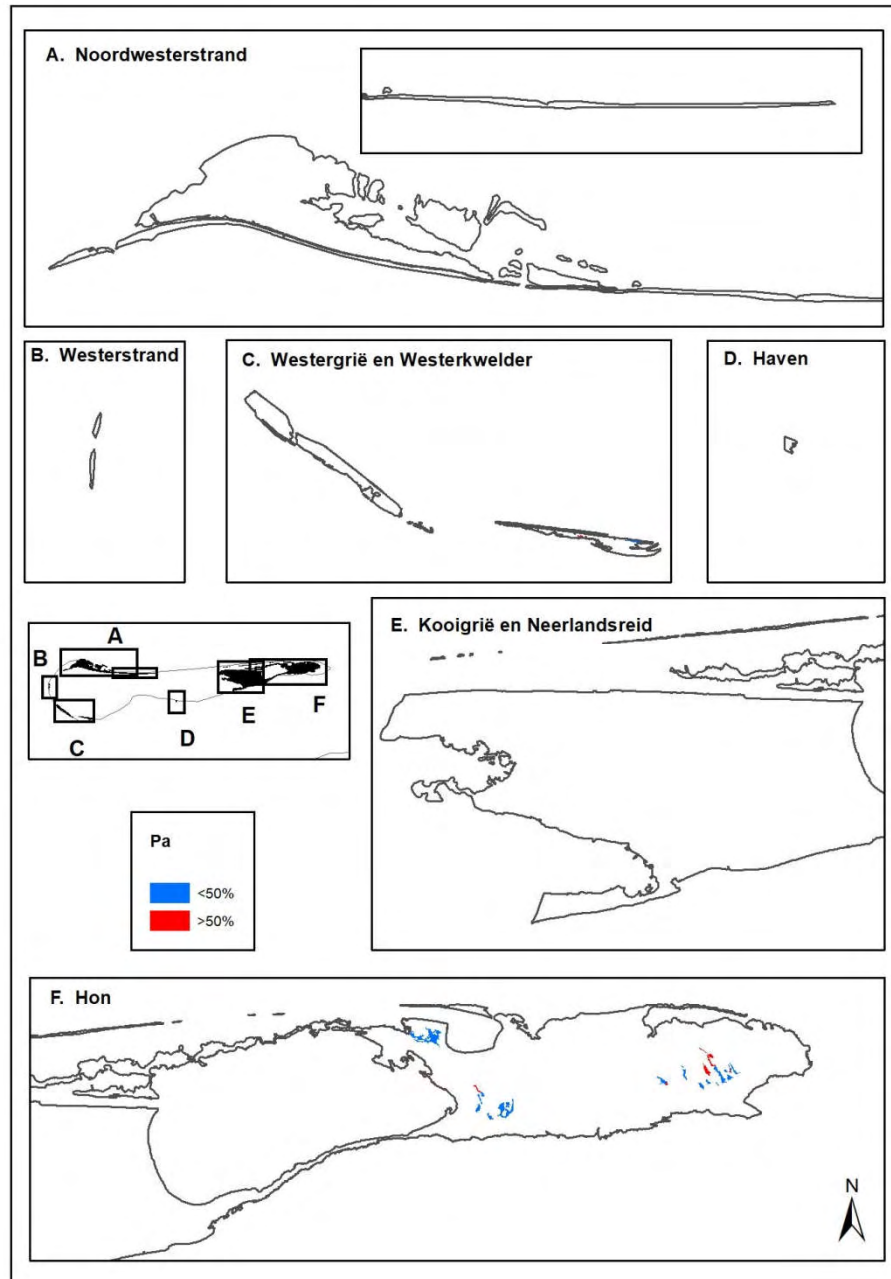 A. Noordwesterstrand
B. Westerstrand
C. Westergrië en Westerkwelder
D. Haven
A
B
C
D
E
F
E. Kooigrië en Neerlandsreid
Pa
<50%
>50%
F. Hon
N